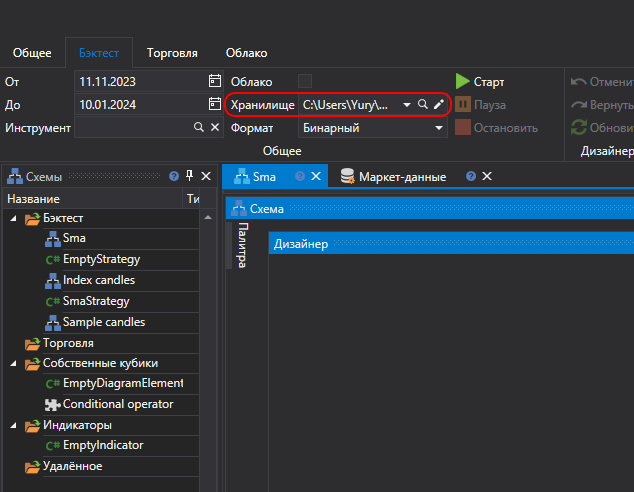 Общее Бэктест Торговля Облако
От 11.11.2023 Облако Старт Отменить
До 10.01.2024 Хранилище C:\Users\Yury\... Пауза Вернуть
Инструмент Формат Бинарный Остановить Обнови
Общее Дизайнер
Схемы ? Sma ? Маркет-данные ?
Название Ти
Схема
Бэктест
Палитра
Sma
Дизайнер
C# EmptyStrategy
Index candles
C# SmaStrategy
Sample candles
Торговля
Собственные кубики
C# EmptyDiagramElement
Conditional operator
Индикаторы
C# EmptyIndicator
Удалённое